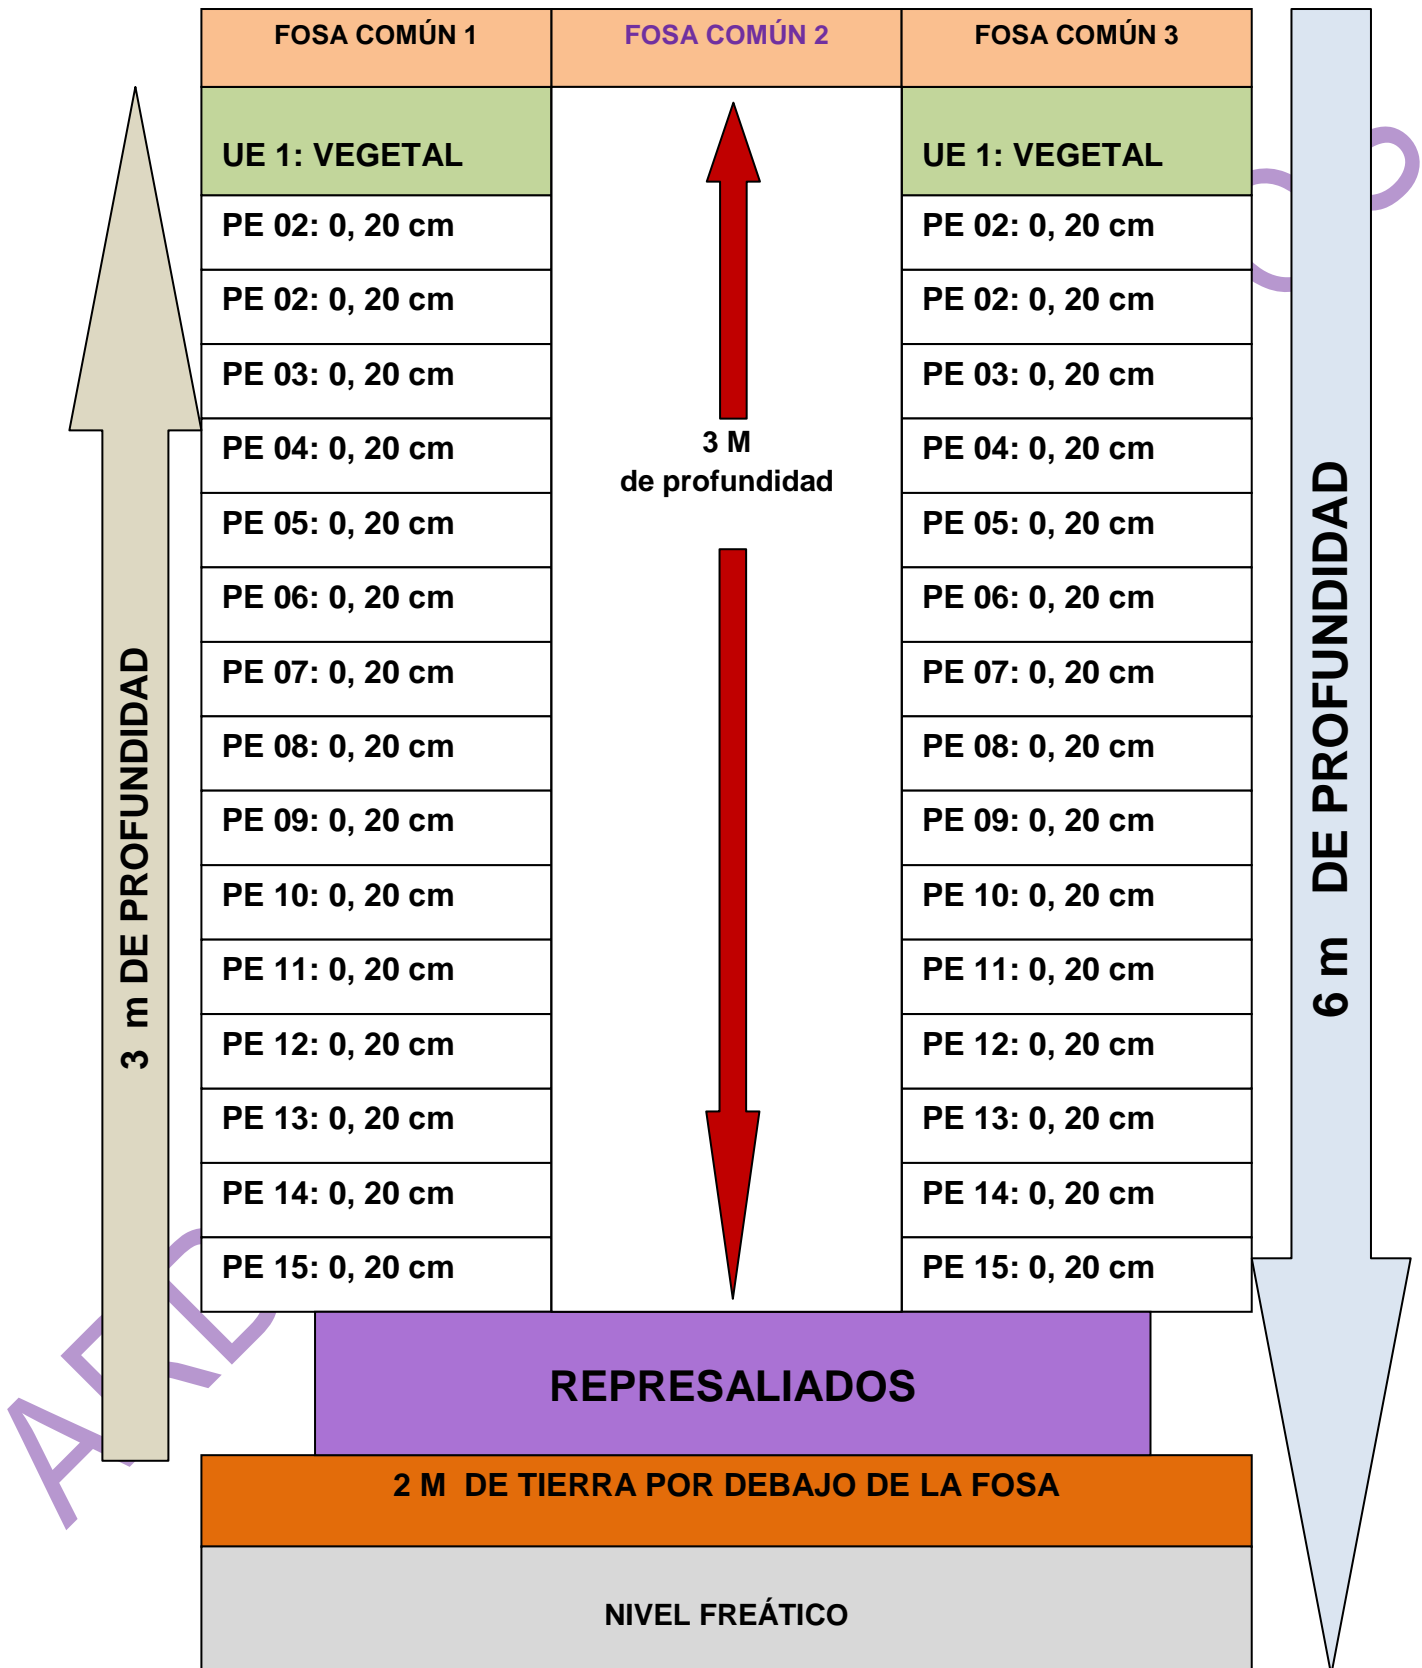 FOSA COMÚN 1
FOSA COMÚN 2
FOSA COMÚN 3
UE 1: VEGETAL
UE 1: VEGETAL
PE 02: 0, 20 cm
PE 02: 0, 20 cm
PE 02: 0, 20 cm
PE 02: 0, 20 cm
PE 03: 0, 20 cm
PE 03: 0, 20 cm
PE 04: 0, 20 cm
3 M
de profundidad
PE 04: 0, 20 cm
PE 05: 0, 20 cm
PE 05: 0, 20 cm
PE 06: 0, 20 cm
PE 06: 0, 20 cm
PE 07: 0, 20 cm
PE 07: 0, 20 cm
PE 08: 0, 20 cm
PE 08: 0, 20 cm
PE 09: 0, 20 cm
PE 09: 0, 20 cm
PE 10: 0, 20 cm
PE 10: 0, 20 cm
PE 11: 0, 20 cm
PE 11: 0, 20 cm
PE 12: 0, 20 cm
PE 12: 0, 20 cm
PE 13: 0, 20 cm
PE 13: 0, 20 cm
PE 14: 0, 20 cm
PE 14: 0, 20 cm
PE 15: 0, 20 cm
PE 15: 0, 20 cm
3 m DE PROFUNDIDAD
6 m DE PROFUNDIDAD
REPRESALIADOS
2 M DE TIERRA POR DEBAJO DE LA FOSA
NIVEL FREÁTICO